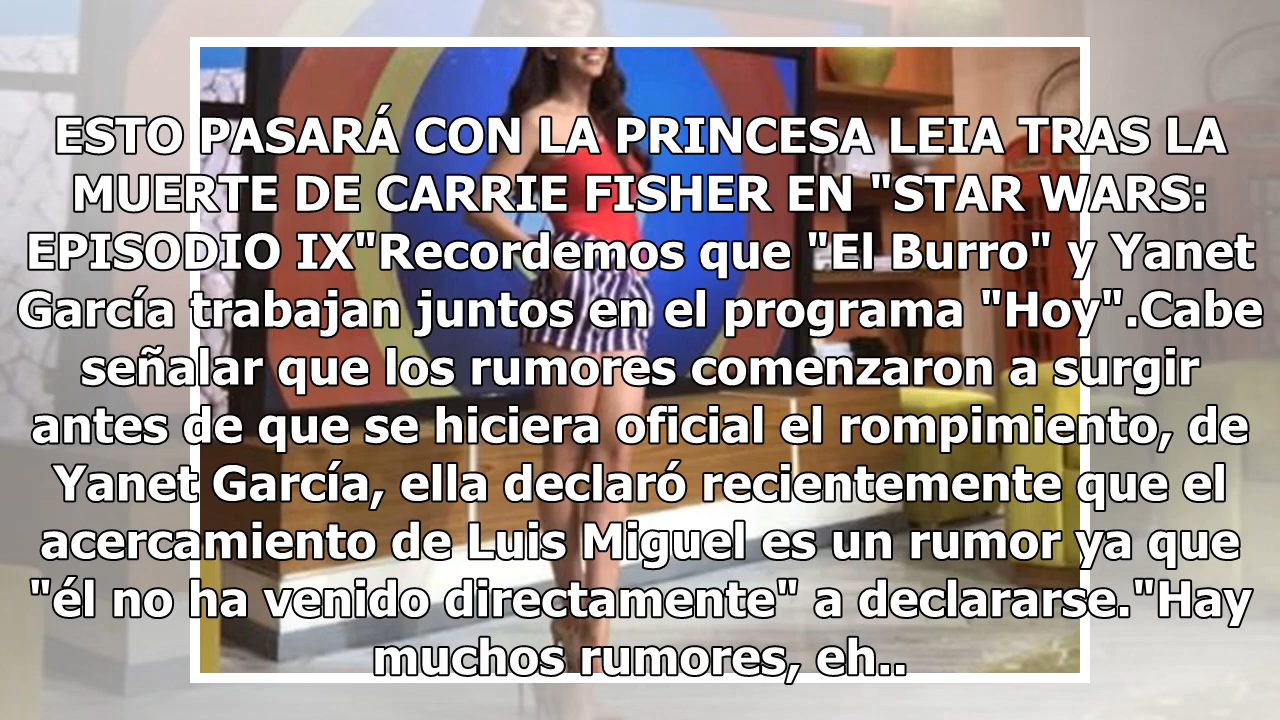 ESTO PASARÁ CON LA PRINCESA LEIA TRAS LA
MUERTE DE CARRIE FISHER EN "STAR WARS:
EPISODIO IX"Recordemos que "El Burro" y Yanet
García trabajan juntos en el programa "Hoy".Cabe
señalar que los rumores comenzaron a surgir
antes de que se hiciera oficial el rompimiento, de
Yanet García, ella declaró recientemente que el
acercamiento de Luis Miguel es un rumor ya que
"él no ha venido directamente" a declararse."Hay
muchos rumores, eh..